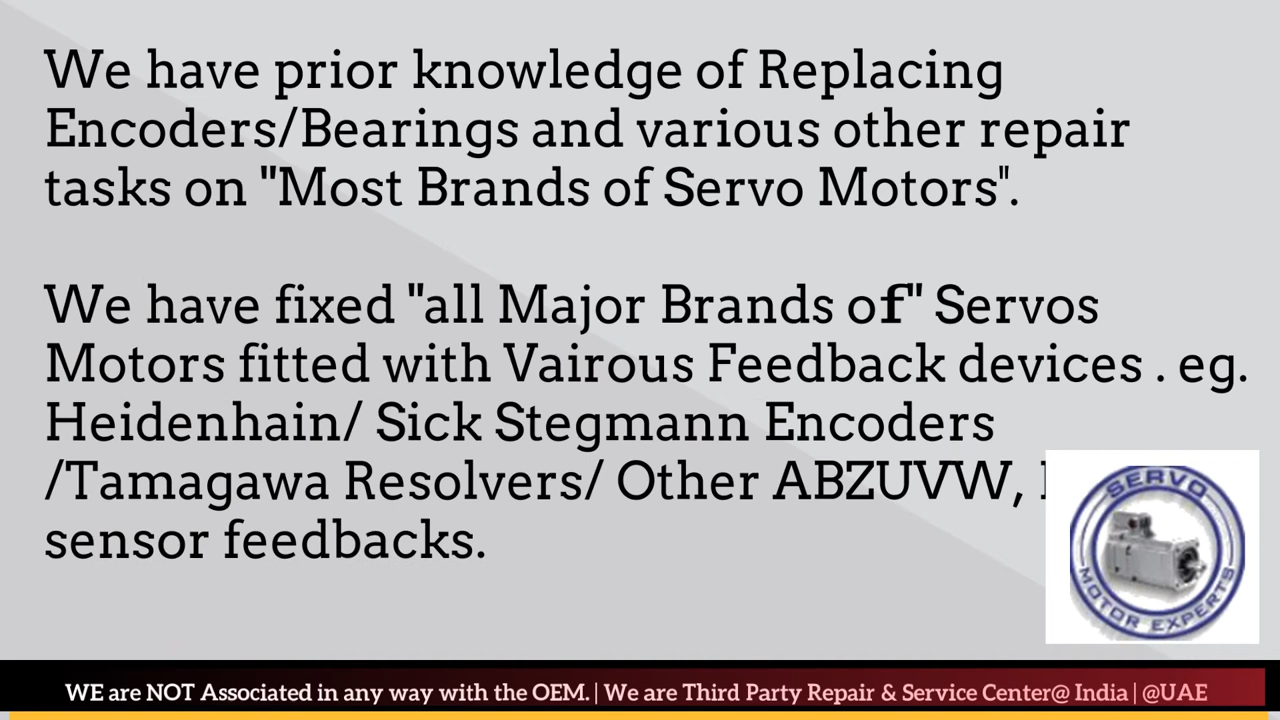 We have prior knowledge of Replacing
Encoders/Bearings and various other repair
tasks on "Most Brands of Servo Motors".
We have fixed "all Major Brands of" Servos
Motors fitted with Vairous Feedback devices . eg.
Heidenhain/ Sick Stegmann Encoders
/Tamagawa Resolvers/ Other ABZUVW,
sensor feedbacks.
SERVO
MOTOR EXPERTS
WE are NOT Associated in any way with the OEM. | We are Third Party Repair & Service Center@ India | @UAE